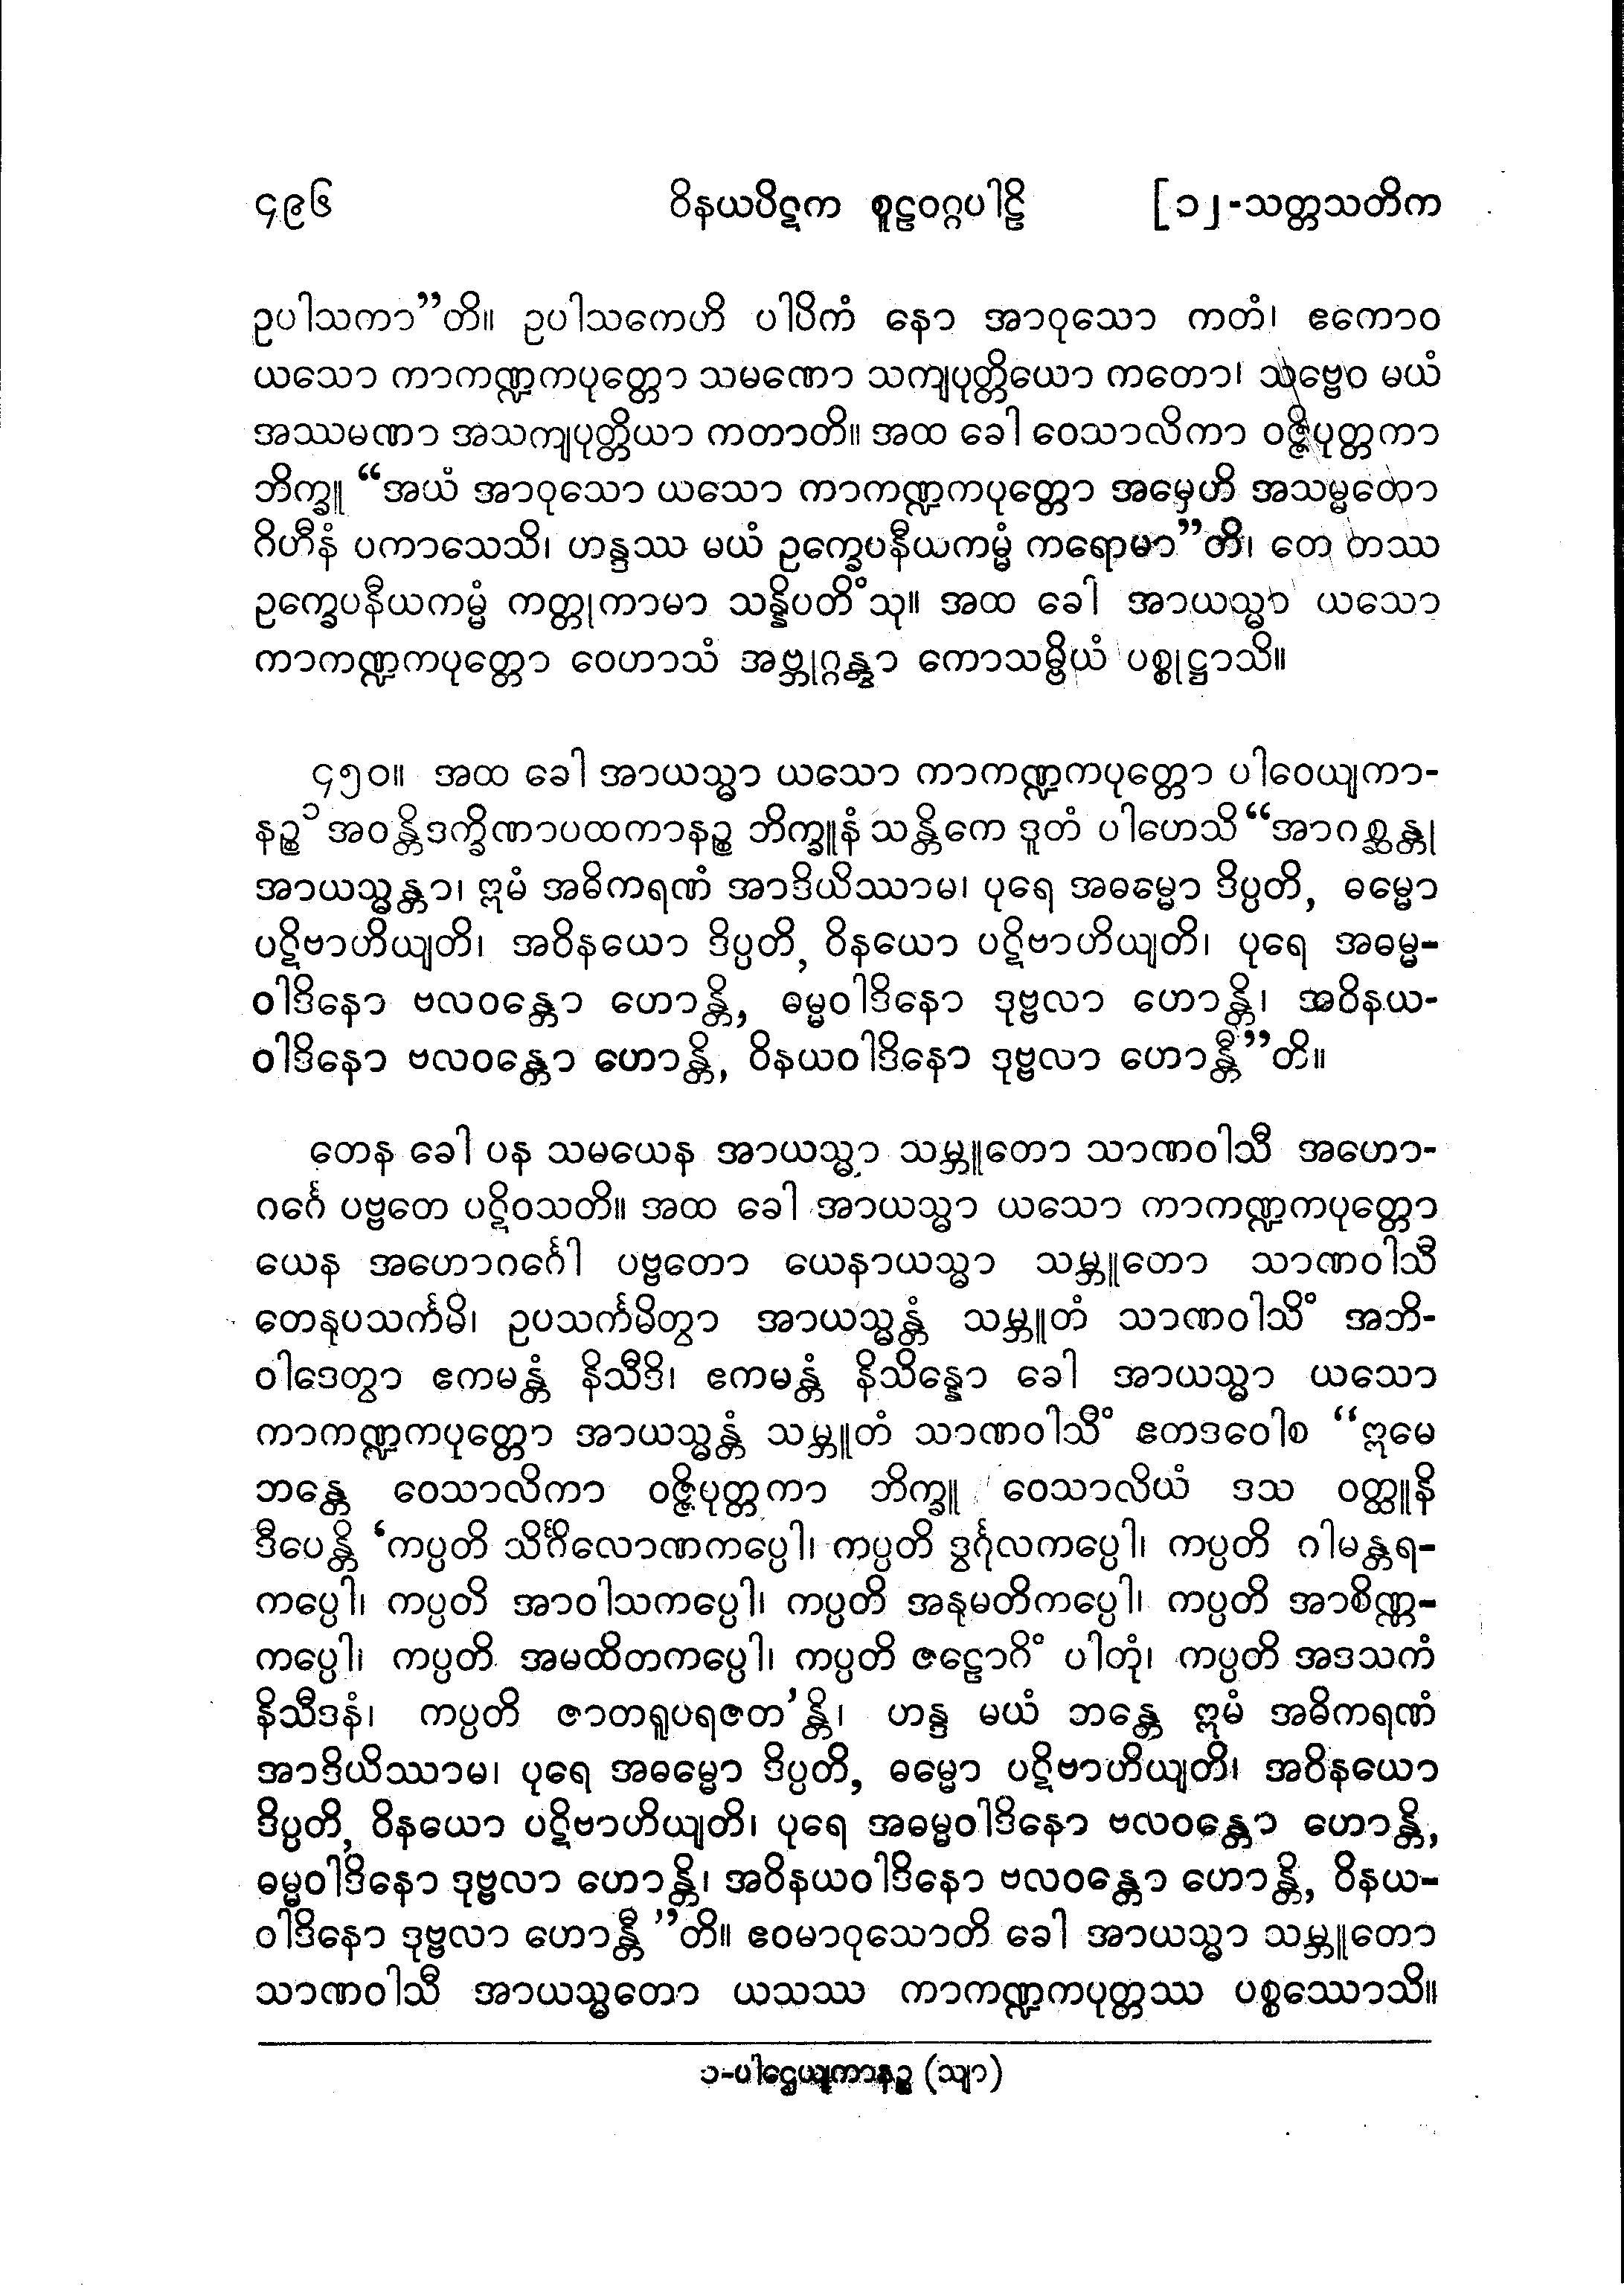 ၄၉၆ ဝိနယပိဋက စူဠဝဂ္ဂပါဠိ [၁၂-သတ္တသတိက
ဥပါသကာ”တိ။ ဥပါသကေဟိ ပါပိကံ နော အာဝုသော ကတံ၊ ဧကောဝ
ယသော ကာကဏ္ဍကပုတ္တော သမဏော သကျပုတ္တိယော ကတော၊ သဗ္ဗေဝ မယံ
အဿမဏာ အသကျပုတ္တိယာ ကတာတိ။ အထ ခေါ ဝေသာလိကာ ဝဇ္ဇိပုတ္တကာ
ဘိက္ခူ “အယံ အာဝုသော ယသော ကာကဏ္ဍကပုတ္တော အမှေဟိ အသမ္မတော
ဂိဟီနံ ပကာသေသိ၊ ဟန္ဒဿ မယံ ဥက္ခေပနီယကမ္မံ ကရောမာ”တိ၊ တေ တဿ
ဥက္ခေပနီယကမ္မံ ကတ္တုကာမာ သန္နိပတိံသု။ အထ ခေါ အာယသ္မာ ယသော
ကာကဏ္ဍကပုတ္တော ဝေဟာသံ အဗ္ဘုဂ္ဂန္တွာ ကောသမ္ဗိယံ ပစ္စုဋ္ဌာသိ။
၄၅၀။ အထ ခေါ အာယသ္မာ ယသော ကာကဏ္ဍကပုတ္တော ပါဝေယျကာ-
နဉ္စ ၁ အဝန္တိဒက္ခိဏာပထကာနဉ္စ ဘိက္ခူနံ သန္တိကေ ဒူတံ ပါဟေသိ “အာဂစ္ဆန္တု
အာယသ္မန္တာ၊ ဣမံ အဓိကရဏံ အာဒိယိဿာမ၊ ပုရေ အဓမ္မော ဒိပ္ပတိ, ဓမ္မော
ပဋိဗာဟိယျတိ၊ အဝိနယော ဒိပ္ပတိ, ဝိနယော ပဋိဗာဟိယျတိ၊ ပုရေ အဓမ္မ-
ဝါဒိနော ဗလဝန္တော ဟောန္တိ, ဓမ္မဝါဒိနော ဒုဗ္ဗလာ ဟောန္တိ၊ အဝိနယ-
ဝါဒိနော ဗလဝန္တော ဟောန္တိ, ဝိနယဝါဒိနော ဒုဗ္ဗလာ ဟောန္တီ”တိ။
တေန ခေါ ပန သမယေန အာယသ္မာ သမ္ဘူတော သာဏဝါသီ အဟော-
ဂင်္ဂေ ပဗ္ဗတေ ပဋိဝသတိ။ အထ ခေါ အာယသ္မာ ယသော ကာကဏ္ဍကပုတ္တော
ယေန အဟောဂင်္ဂေါ ပဗ္ဗတော ယေနာယသ္မာ သမ္ဘူတော သာဏဝါသီ
တေနုပသင်္ကမိ၊ ဥပသင်္ကမိတွာ အာယသ္မန္တံ သမ္ဘူတံ သာဏဝါသိံ အဘိ-
ဝါဒေတွာ ဧကမန္တံ နိသီဒိ၊ ဧကမန္တံ နိသိန္နော ခေါ အာယသ္မာ ယသော
ကာကဏ္ဍကပုတ္တော အာယသ္မန္တံ သမ္ဘူတံ သာဏဝါသိံ ဧတဒဝေါစ “ဣမေ
ဘန္တေ ဝေသာလိကာ ဝဇ္ဇိပုတ္တကာ ဘိက္ခူ ဝေသာလိယံ ဒသ ဝတ္ထူနိ
ဒီပေန္တိ ‘ကပ္ပတိ သိင်္ဂိလောဏကပ္ပေါ၊ ကပ္ပတိ ဒွင်္ဂုလကပ္ပေါ၊ ကပ္ပတိ ဂါမန္တရ-
ကပ္ပေါ၊ ကပ္ပတိ အာဝါသကပ္ပေါ၊ ကပ္ပတိ အနုမတိကပ္ပေါ၊ ကပ္ပတိ အာစိဏ္ဏ-
ကပ္ပေါ၊ ကပ္ပတိ အမထိတကပ္ပေါ၊ ကပ္ပတိ ဇဠောဂိံ ပါတုံ၊ ကပ္ပတိ အဒသကံ
နိသီဒနံ၊ ကပ္ပတိ ဇာတရူပရဇတ’န္တိ၊ ဟန္ဒ မယံ ဘန္တေ ဣမံ အဓိကရဏံ
အာဒိယိဿာမ၊ ပုရေ အဓမ္မော ဒိပ္ပတိ, ဓမ္မော ပဋိဗာဟိယျတိ၊ အဝိနယော
ဒိပ္ပတိ, ဝိနယော ပဋိဗာဟိယျတိ၊ ပုရေ အဓမ္မဝါဒိနော ဗလဝန္တော ဟောန္တိ,
ဓမ္မဝါဒိနော ဒုဗ္ဗလာ ဟောန္တိ၊ အဝိနယဝါဒိနော ဗလဝန္တော ဟောန္တိ, ဝိနယ-
ဝါဒိနော ဒုဗ္ဗလာ ဟောန္တီ”တိ။ ဧဝမာဝုသောတိ ခေါ အာယသ္မာ သမ္ဘူတော
သာဏဝါသီ အာယသ္မတော ယသဿ ကာကဏ္ဍကပုတ္တဿ ပစ္စဿောသိ။
၁-ပါဌေယျကာနဉ္စ (သျာ)